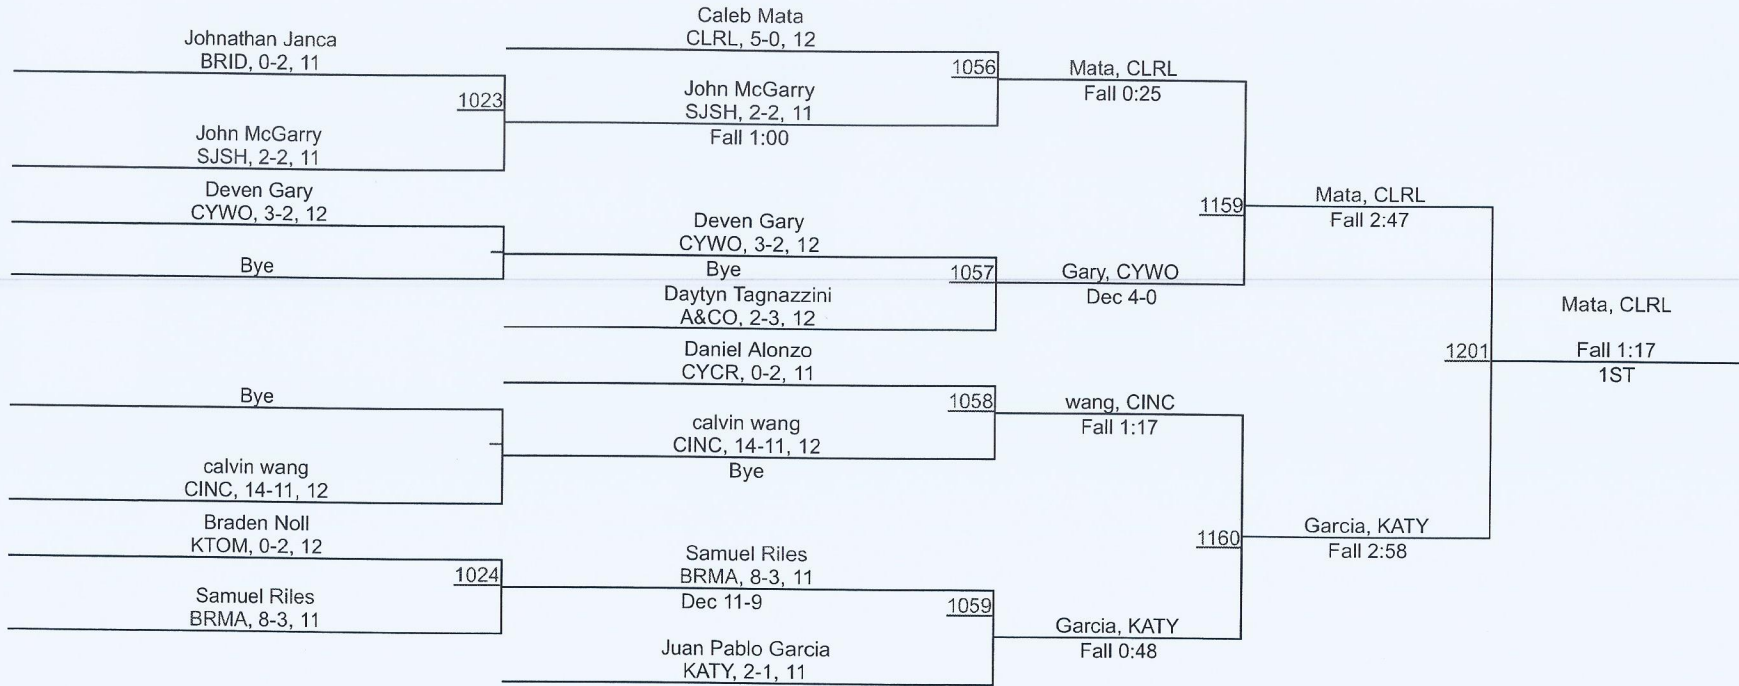 Johnathan Janca
BRID, 0-2, 11
1023
John McGarry
SJSH, 2-2, 11
Deven Gary
CYWO, 3-2, 12
Bye
Bye
calvin wang
CINC, 14-11, 12
Braden Noll
KTOM, 0-2, 12
1024
Samuel Riles
BRMA, 8-3, 11
Caleb Mata
CLRL, 5-0, 12
1056
John McGarry
SJSH, 2-2, 11
Fall 1:00
Deven Gary
CYWO, 3-2, 12
Bye
1057
Daytyn Tagnazzini
A&CO, 2-3, 12
Daniel Alonzo
CYCR, 0-2, 11
1058
calvin wang
CINC, 14-11, 12
Bye
Samuel Riles
BRMA, 8-3, 11
Dec 11-9
1059
Juan Pablo Garcia
KATY, 2-1, 11
Mata, CLRL
Fall 0:25
1159
Gary, CYWO
Dec 4-0
wang, CINC
Fall 1:17
1160
Garcia, KATY
Fall 0:48
Mata, CLRL
Fall 2:47
1201
Garcia, KATY
Fall 2:58
Mata, CLRL
Fall 1:17
1ST